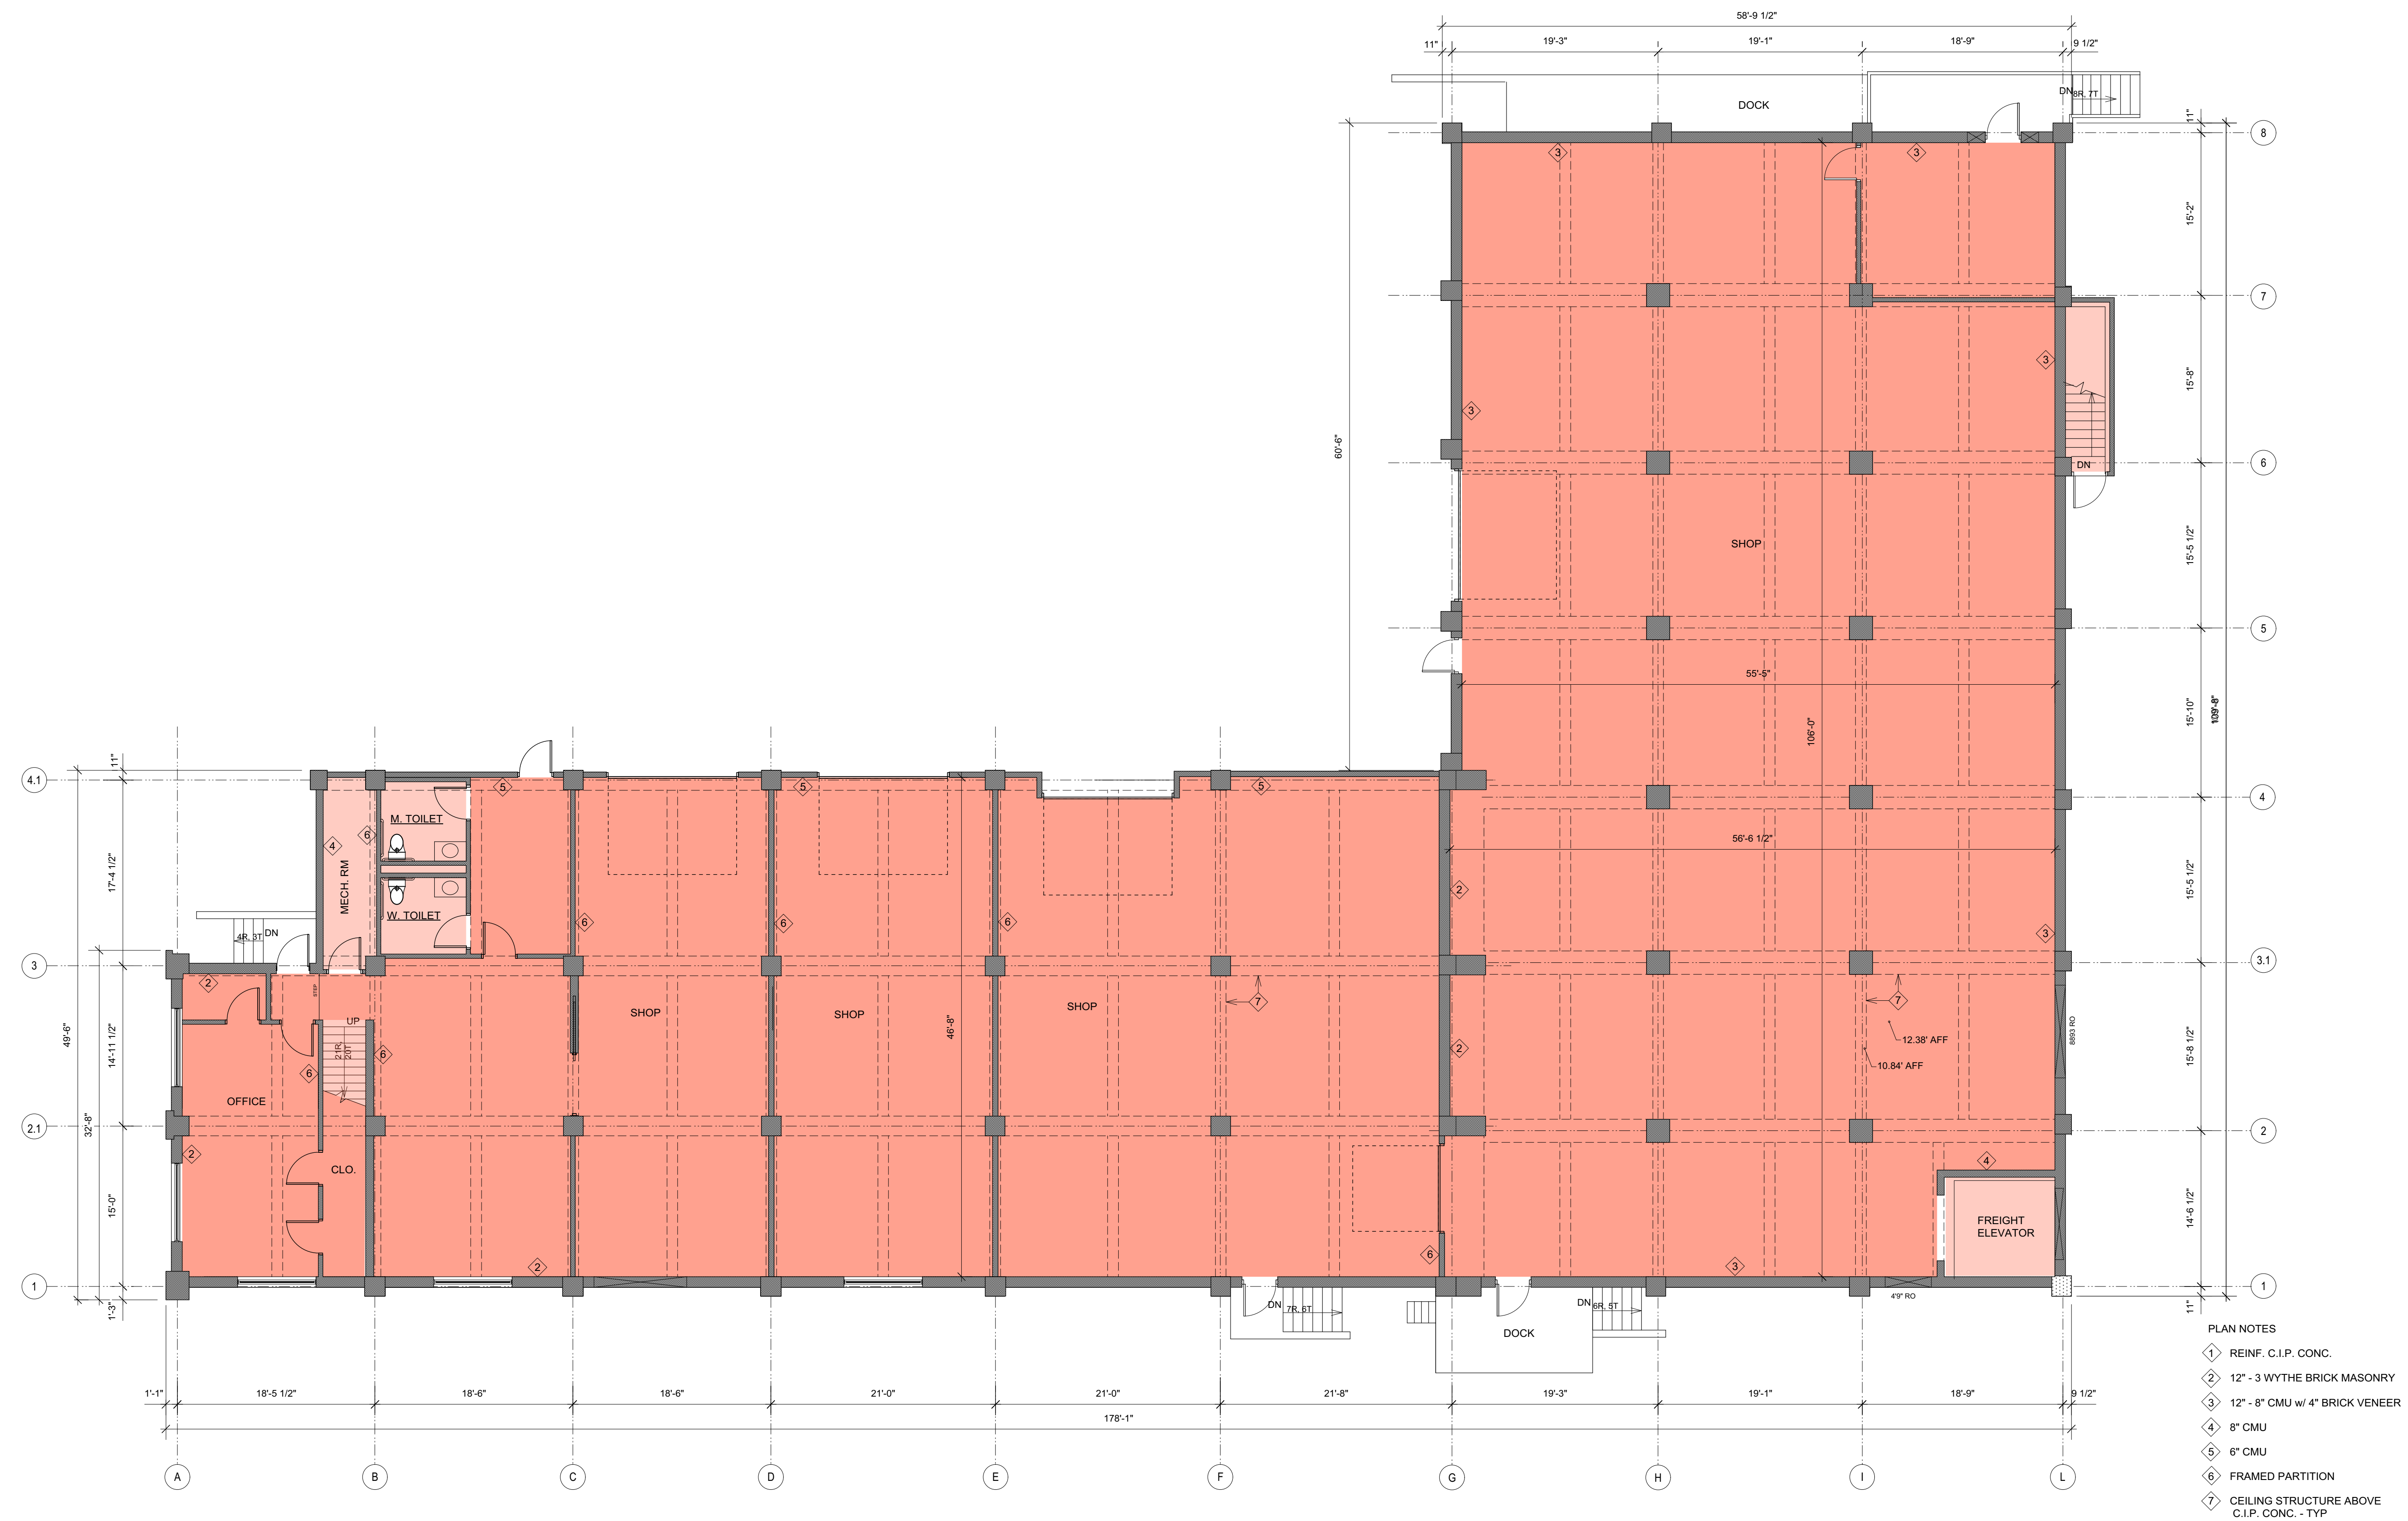 58'-9 1/2"
11"
19'-3"
19'-1"
18'-9"
9 1/2"
DOCK
DN
8R, 7T
11"
8
3
3
15'-2"
7
3
15'-8"
3
60'-6"
DN
6
SHOP
15'-5 1/2"
5
55'-5"
15'-10"
106'-0"
4.1
11"
5
5
5
4
M. TOILET
6
4
MECH. RM
56'-6 1/2"
17'-4 1/2"
15'-5 1/2"
2
W. TOILET
6
6
6
4R, 3T
DN
3
3
3.1
2
STEP
7
7
SHOP
SHOP
SHOP
UP
21R,
20T
46'-8"
49'-6"
14'-11 1/2"
6
2
12.38' AFF
10.84' AFF
8893 RO
15'-8 1/2"
6
OFFICE
32'-8"
2.1
2
2
CLO.
4
15'-0"
FREIGHT
ELEVATOR
14'-6 1/2"
6
2
3
1
1
1'-3"
DN
7R, 6T
DN
6R, 5T
4'9" RO
11"
DOCK
PLAN NOTES
1 REINF. C.I.P. CONC.
2 12" - 3 WYTHE BRICK MASONRY
3 12" - 8" CMU w/ 4" BRICK VENEER
4 8" CMU
5 6" CMU
6 FRAMED PARTITION
7 CEILING STRUCTURE ABOVE
C.I.P. CONC. - TYP
1'-1"
18'-5 1/2"
18'-6"
18'-6"
21'-0"
21'-0"
21'-8"
19'-3"
19'-1"
18'-9"
9 1/2"
178'-1"
A
B
C
D
E
F
G
H
I
L